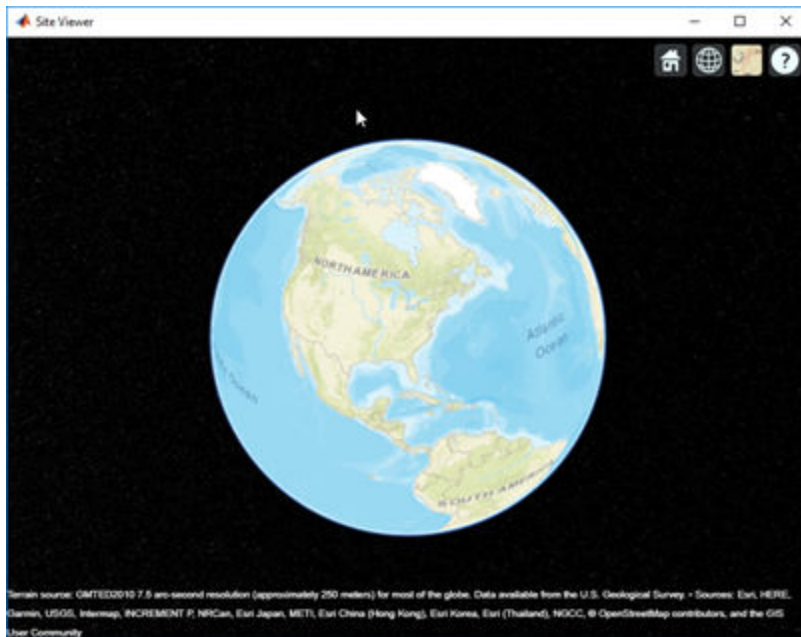 Site Viewer
?
NORTH AMERICA
Atlantic
Ocean
Ocean
SOUTH AMERICA
Terrain source: GMTED2010 7.5 arc-second resolution (approximately 250 meters) for most of the globe. Data available from the U.S. Geological Survey. • Sources: Esri, HERE,
Garmin, USGS, Intermap, INCREMENT P, NRCan, Esri Japan, METI, Esri China (Hong Kong), Esri Korea, Esri (Thailand), NGCC, © OpenStreetMap contributors, and the GIS
User Community